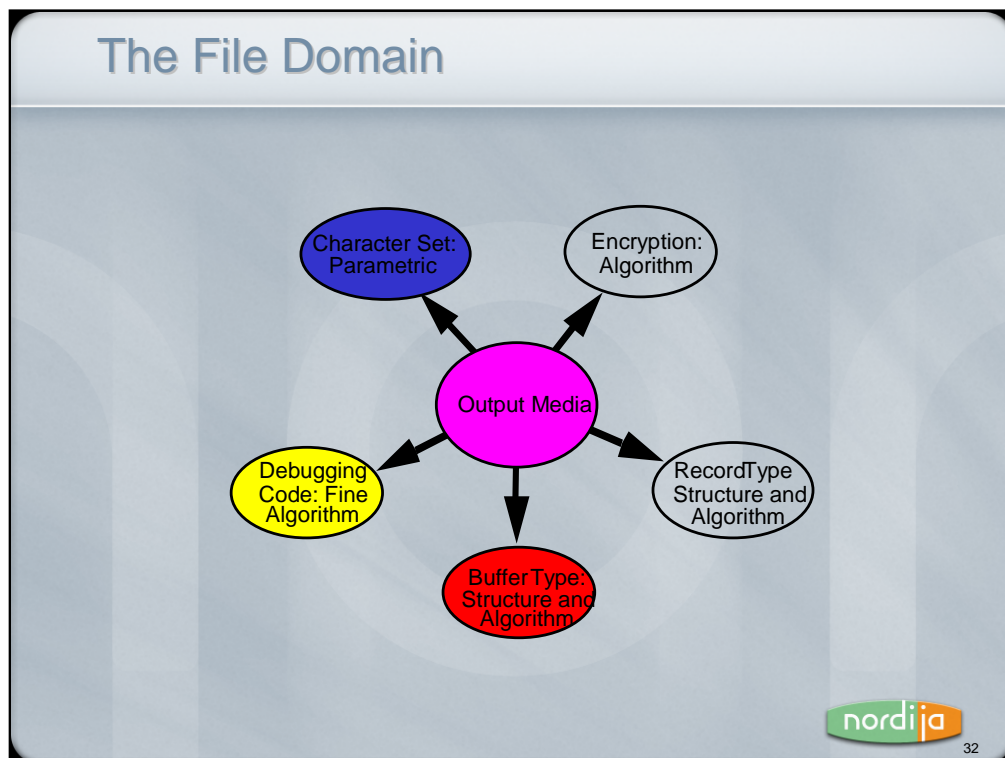 The File Domain
Character Set:
Parametric
Encryption:
Algorithm
Output Media
Debugging
Code: Fine
Algorithm
RecordType
Structure and
Algorithm
BufferType:
Structure and
Algorithm
nordija
32